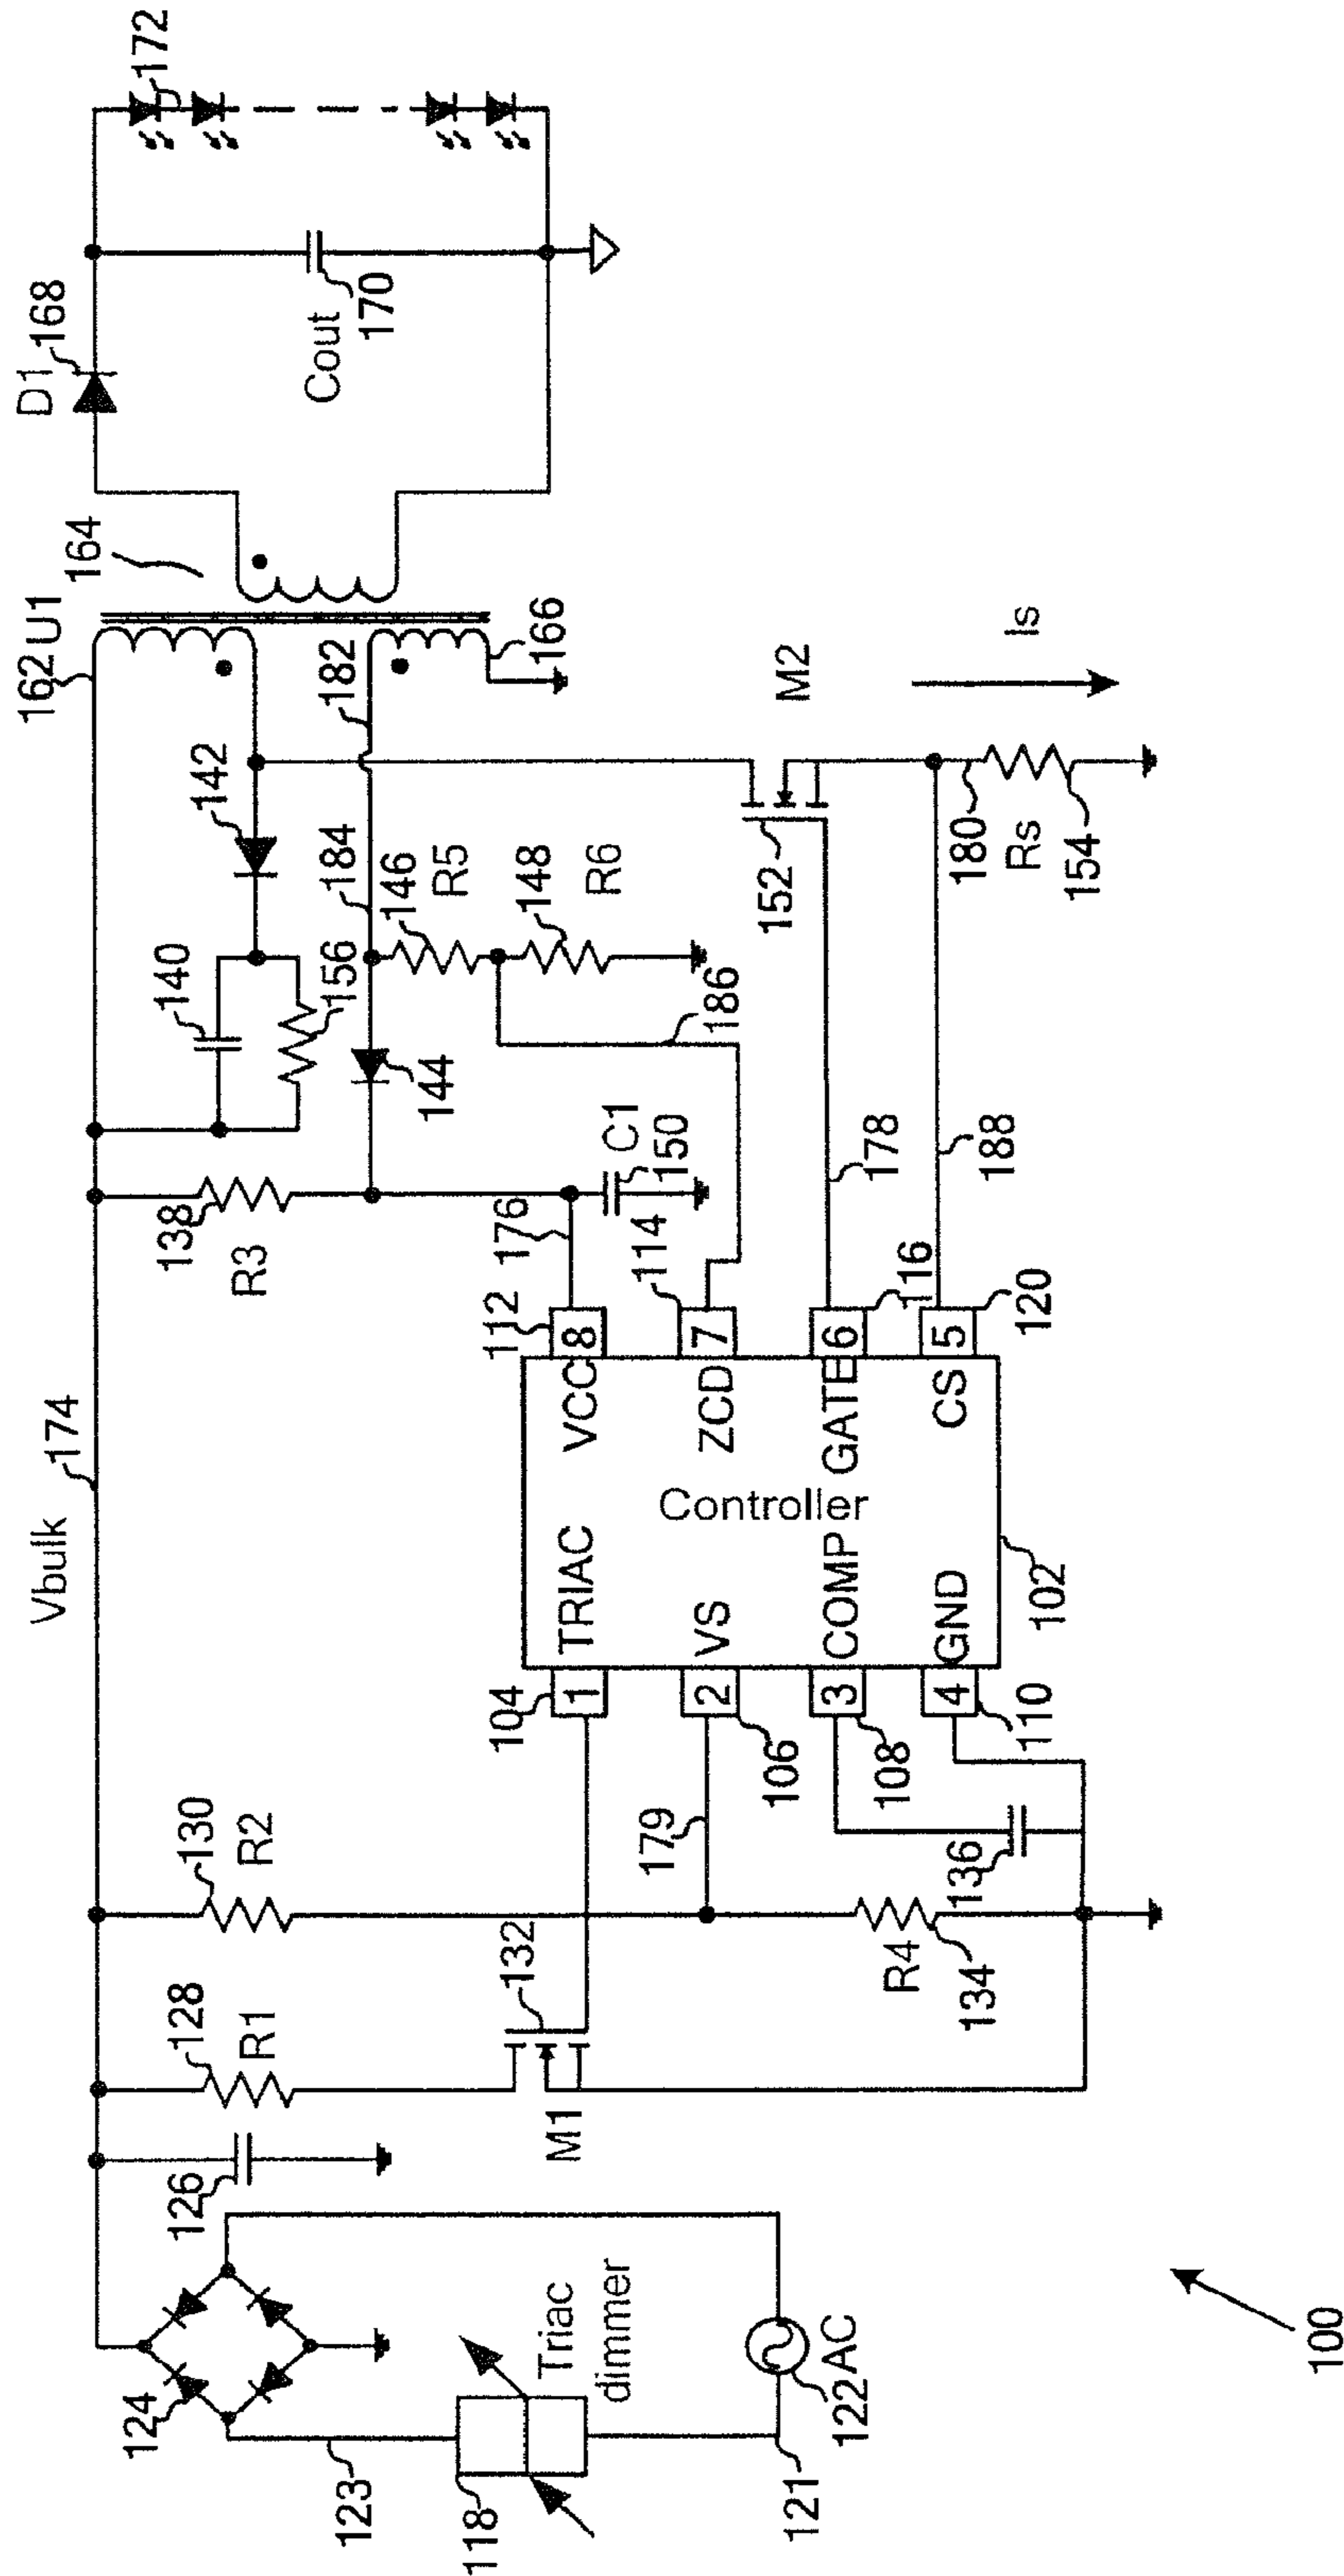 Vbulk
174
162 U1
164
D1
168
172
Cout
170
142
182
166
140
156
184
146
R5
148
R6
M2
152
Is
180
Rs
154
138
R3
144
C1
150
186
178
188
176
114
112
116
120
8
7
6
5
VCC
ZCD
GATE
CS
Controller
TRIAC
VS
COMP
GND
102
1
2
3
4
104
106
108
110
130
R2
128
R1
132
M1
179
R4
134
136
126
124
123
118
Triac
dimmer
121
122
AC
100